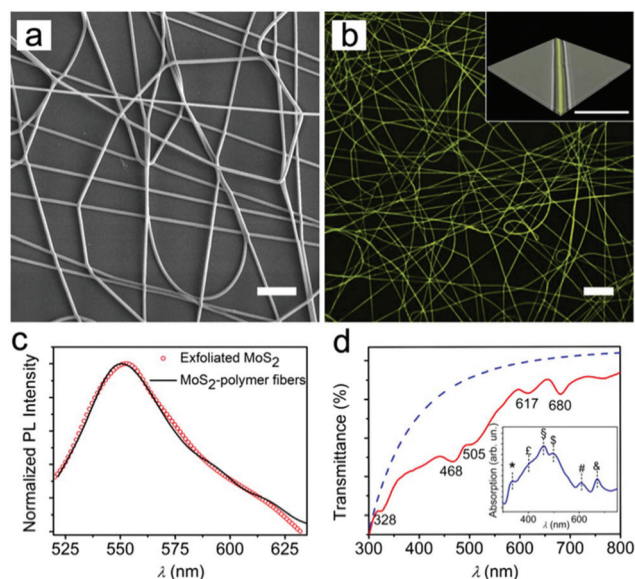 a
b
c
Normalized PL Intensity
Exfoliated MoS2
MoS2-polymer fibers
525 550 575 600 625
λ (nm)
d
Transmittance (%)
328
468
505
617
680
300 400 500 600 700 800
λ (nm)
Absorption (arb. un.)
* £ § $ # &
400 600
λ (nm)